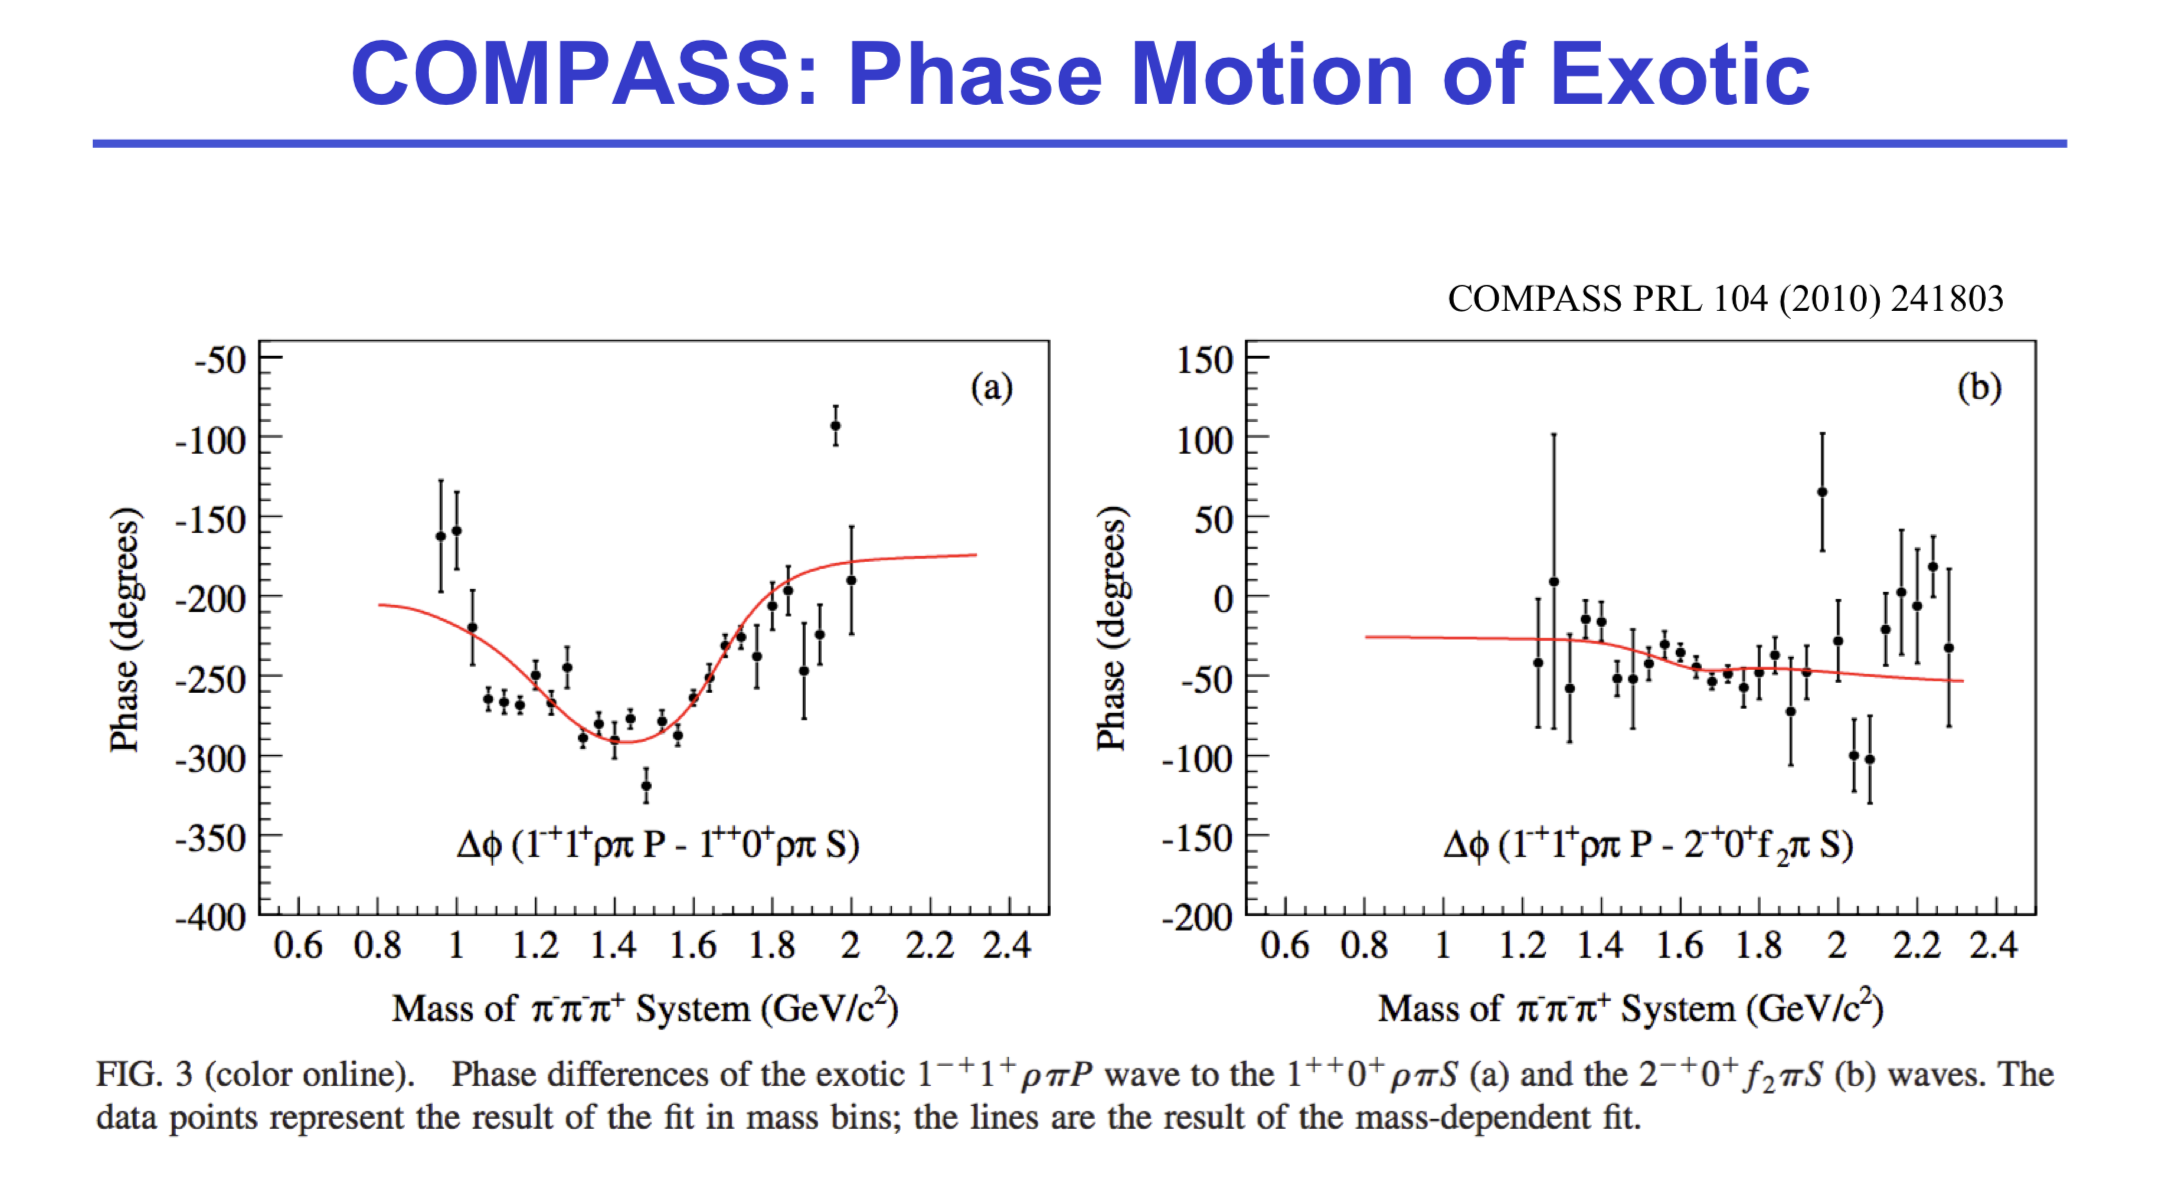 COMPASS: Phase Motion of Exotic
COMPASS PRL 104 (2010) 241803
-50
-100
-150
-200
-250
-300
-350
-400
Phase (degrees)
(a)
Δϕ (1⁻⁺1⁺ρπ P - 1⁺⁺0⁺ρπ S)
0.6 0.8 1 1.2 1.4 1.6 1.8 2 2.2 2.4
Mass of π⁻π⁻π⁺ System (GeV/c²)
150
100
50
0
-50
-100
-150
-200
Phase (degrees)
(b)
Δϕ (1⁻⁺1⁺ρπ P - 2⁻⁺0⁺f₂π S)
0.6 0.8 1 1.2 1.4 1.6 1.8 2 2.2 2.4
Mass of π⁻π⁻π⁺ System (GeV/c²)
FIG. 3 (color online). Phase differences of the exotic 1⁻⁺1⁺ρπP wave to the 1⁺⁺0⁺ρπS (a) and the 2⁻⁺0⁺f₂πS (b) waves. The
data points represent the result of the fit in mass bins; the lines are the result of the mass-dependent fit.